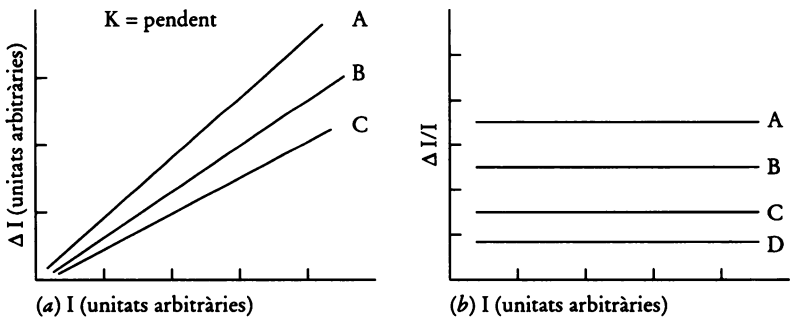 K = pendent
A
B
C
Δ I (unitats arbitràries)
(a) I (unitats arbitràries)
A
B
C
D
Δ I/I
(b) I (unitats arbitràries)